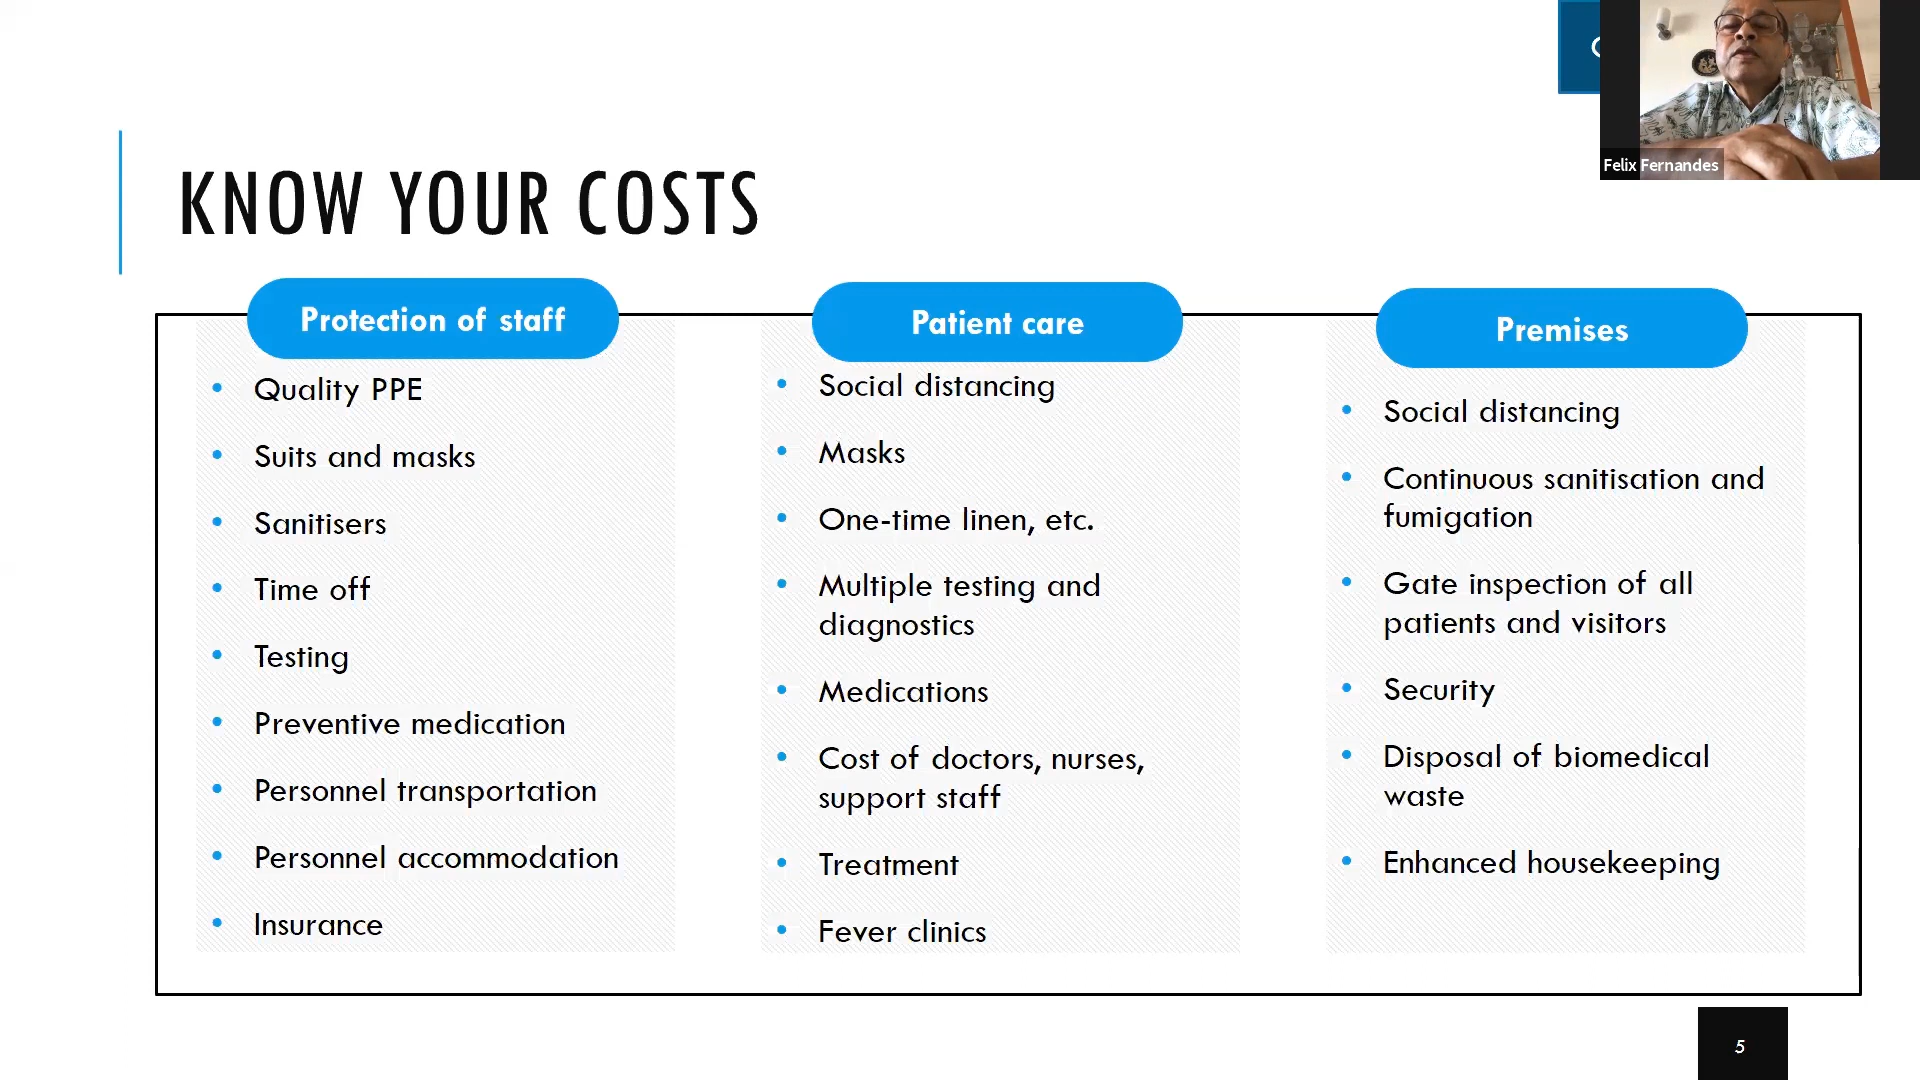 Felix Fernandes
KNOW YOUR COSTS
Protection of staff
Quality PPE
Suits and masks
Sanitisers
Time off
Testing
Preventive medication
Personnel transportation
Personnel accommodation
Insurance
Patient care
Social distancing
Masks
One-time linen, etc.
Multiple testing and
diagnostics
Medications
Cost of doctors, nurses,
support staff
Treatment
Fever clinics
Premises
Social distancing
Continuous sanitisation and
fumigation
Gate inspection of all
patients and visitors
Security
Disposal of biomedical
waste
Enhanced housekeeping
5